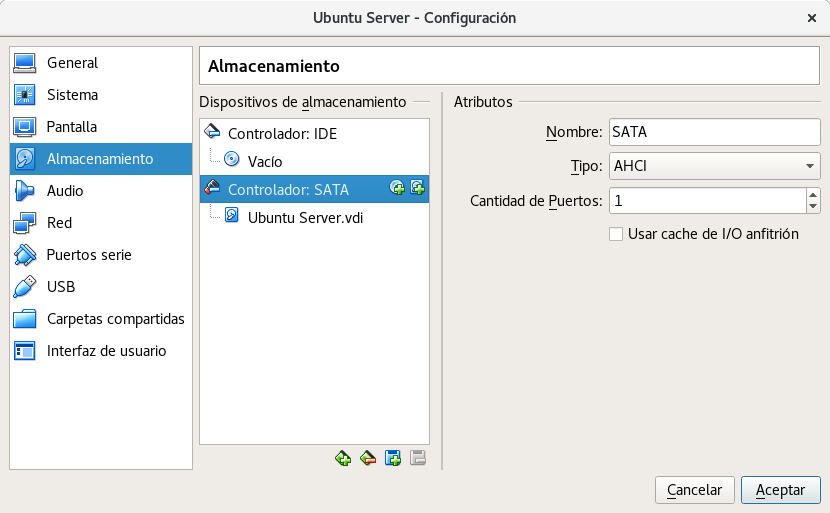 Ubuntu Server - Configuración
General
Sistema
Pantalla
Almacenamiento
Audio
Red
Puertos serie
USB
Carpetas compartidas
Interfaz de usuario
Almacenamiento
Dispositivos de almacenamiento
Controlador: IDE
Vacío
Controlador: SATA
Ubuntu Server.vdi
Atributos
Nombre: SATA
Tipo: AHCI
Cantidad de Puertos: 1
Usar cache de I/O anfitrión
Cancelar Aceptar